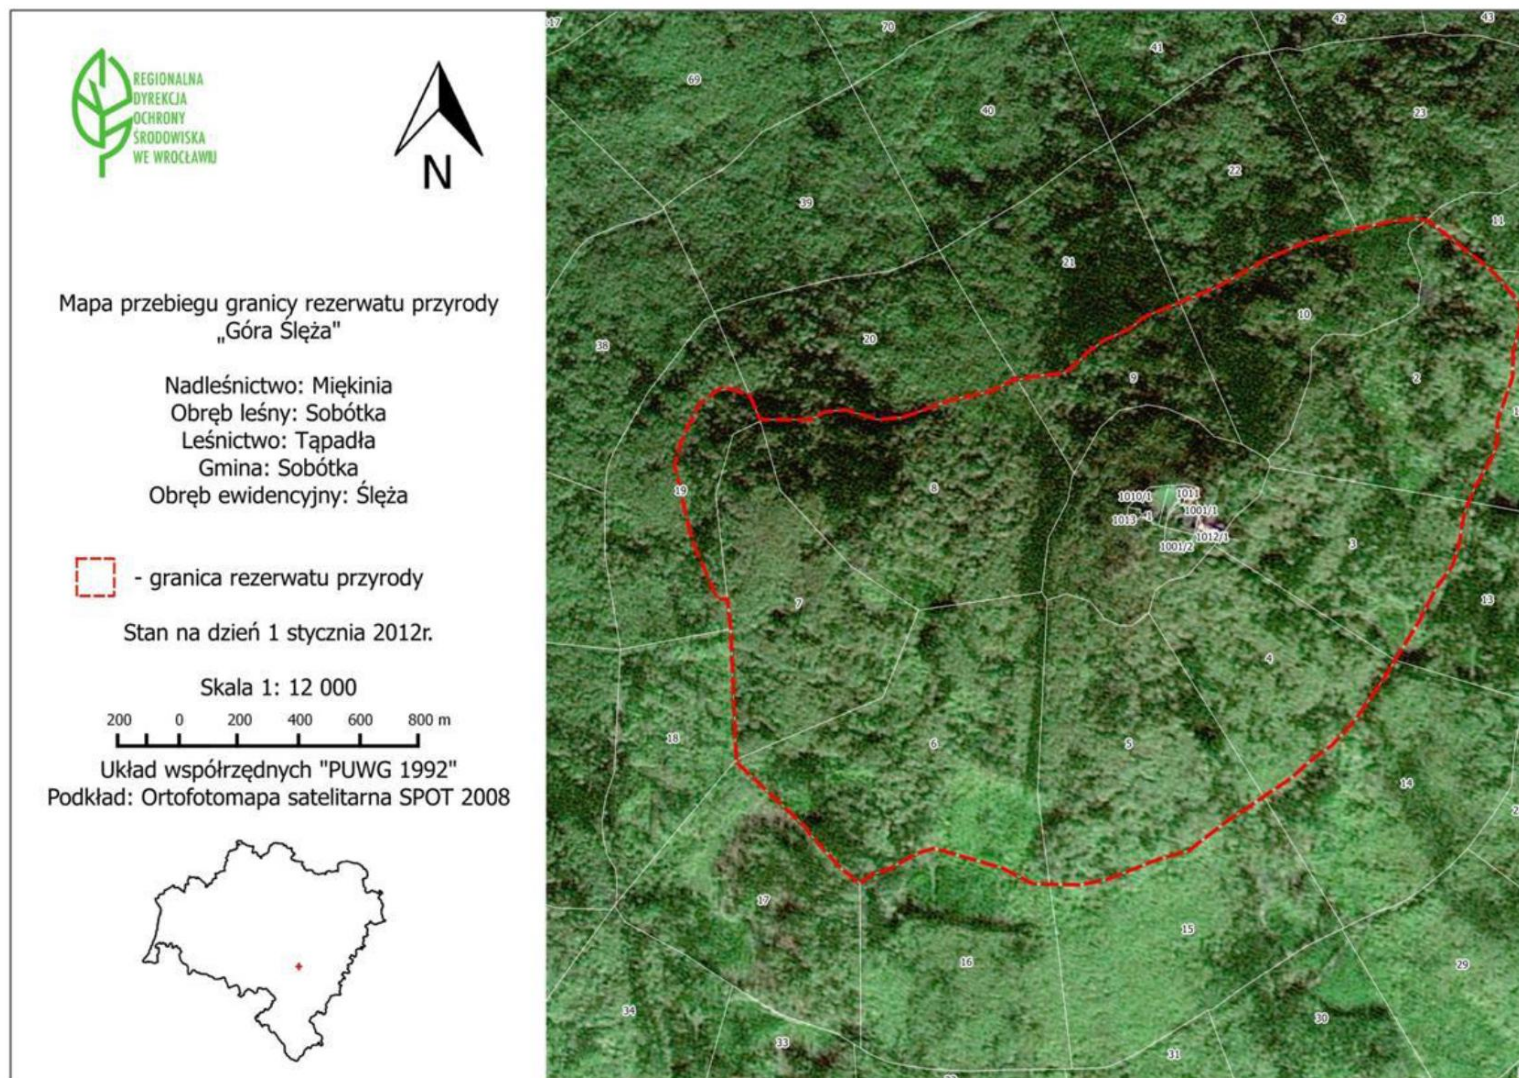 REGIONALNA
DYREKCJA
OCHRONY
ŚRODOWISKA
WE WROCŁAWIU
N
Mapa przebiegu granicy rezerwatu przyrody
„Góra Ślęża"
Nadleśnictwo: Miękinia
Obręb leśny: Sobótka
Leśnictwo: Tąpadła
Gmina: Sobótka
Obręb ewidencyjny: Ślęża
- granica rezerwatu przyrody
Stan na dzień 1 stycznia 2012r.
Skala 1: 12 000
200 0 200 400 600 800 m
Układ współrzędnych "PUWG 1992"
Podkład: Ortofotomapa satelitarna SPOT 2008
17
70
42
43
41
69
40
23
22
39
11
21
10
38
20
9
2
19
8
1010/1
1011
1001/1
1013
1012/1
1001/2
3
7
13
4
18
6
5
14
17
15
16
29
34
30
33
31